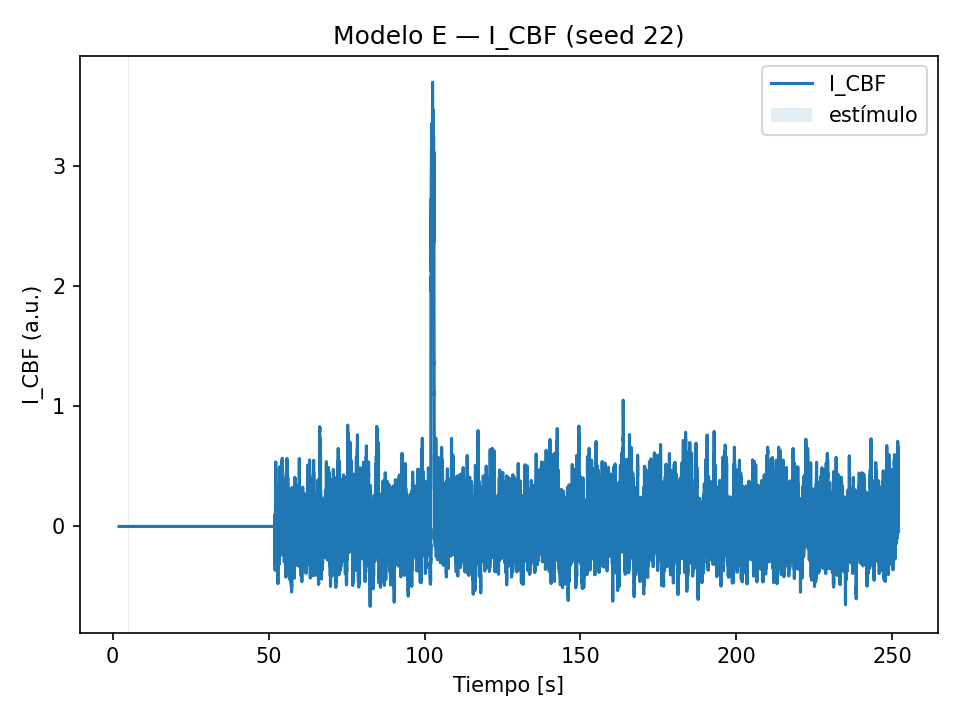 Modelo E — I_CBF (seed 22)
I_CBF
estímulo
I_CBF (a.u.)
3
2
1
0
0 50 100 150 200 250
Tiempo [s]